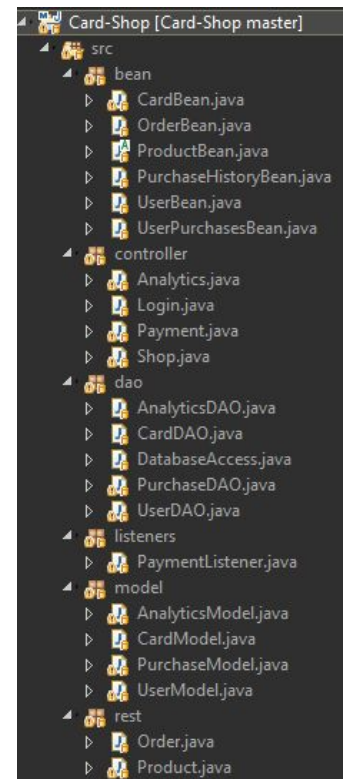 Card-Shop [Card-Shop master]
src
bean
CardBean.java
OrderBean.java
ProductBean.java
PurchaseHistoryBean.java
UserBean.java
UserPurchasesBean.java
controller
Analytics.java
Login.java
Payment.java
Shop.java
dao
AnalyticsDAO.java
CardDAO.java
DatabaseAccess.java
PurchaseDAO.java
UserDAO.java
listeners
PaymentListener.java
model
AnalyticsModel.java
CardModel.java
PurchaseModel.java
UserModel.java
rest
Order.java
Product.java